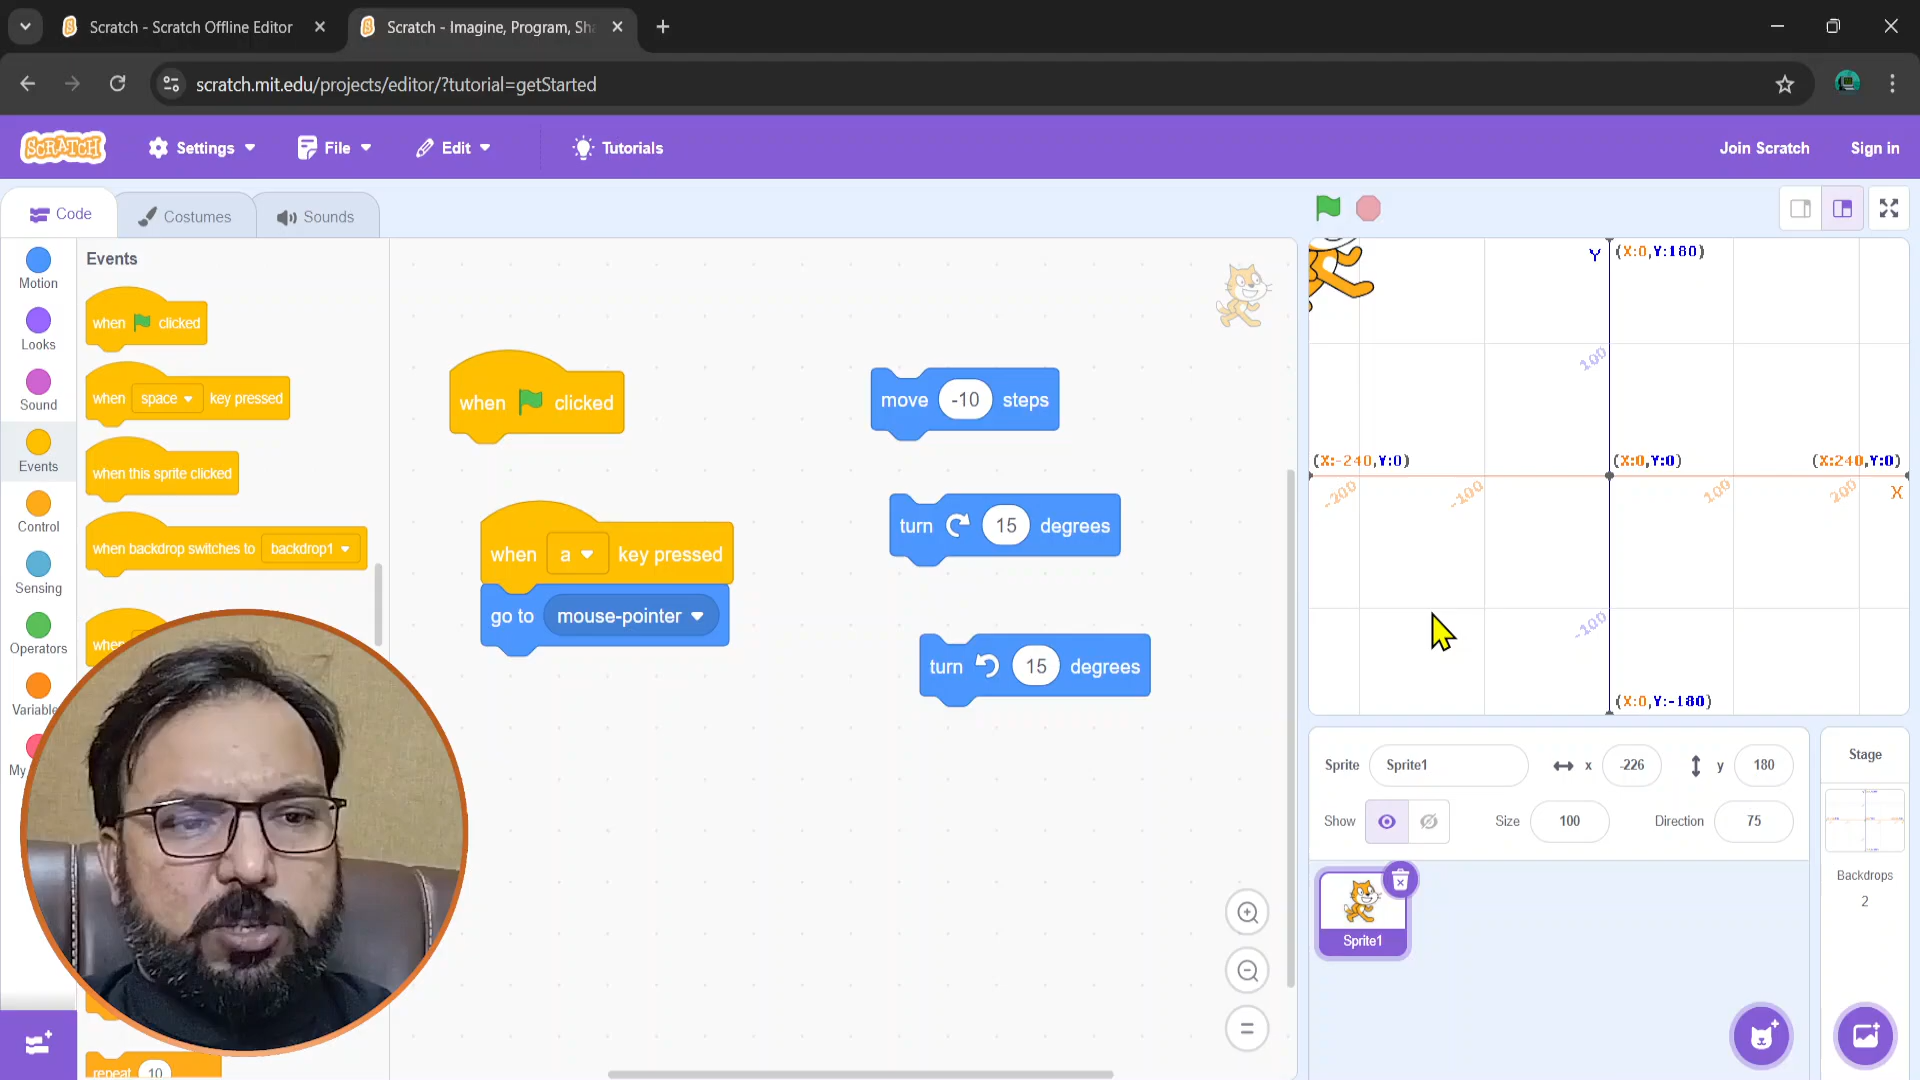 Scratch - Scratch Offline Editor
Scratch - Imagine, Program, Sha
scratch.mit.edu/projects/editor/?tutorial=getStarted
SCRATCH
Settings
File
Edit
Tutorials
Join Scratch
Sign in
Code
Costumes
Sounds
Motion
Looks
Sound
Events
Control
Sensing
Operators
Variable
My
Events
when clicked
when space key pressed
when this sprite clicked
when backdrop switches to backdrop1
when
repeat 10
when clicked
when a key pressed
go to mouse-pointer
move -10 steps
turn 15 degrees
turn 15 degrees
Y (X:0,Y:180)
100
(X:-240,Y:0)
(X:0,Y:0)
(X:240,Y:0)
-200
-100
100
200
X
-100
(X:0,Y:-180)
Sprite Sprite1 x -226 y 180
Show Size 100 Direction 75
Sprite1
Stage
Backdrops
2